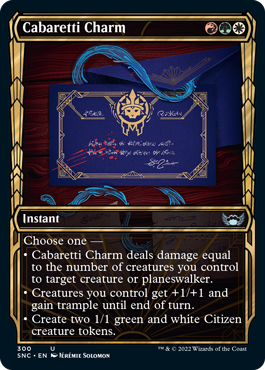 Cabaretti Charm
Instant
Choose one —
• Cabaretti Charm deals damage equal
to the number of creatures you control
to target creature or planeswalker.
• Creatures you control get +1/+1 and
gain trample until end of turn.
• Create two 1/1 green and white Citizen
creature tokens.
300 U
SNC • EN Jérémie Solomon
™ & © 2022 Wizards of the Coast